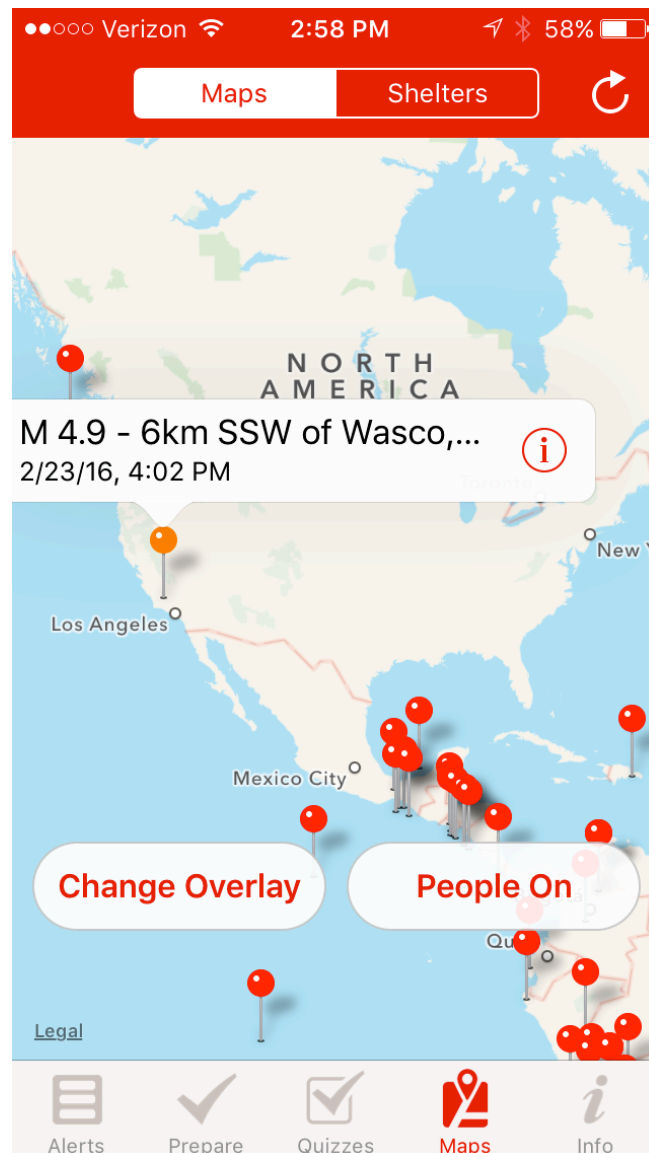 Verizon 2:58 PM 58%
Maps Shelters
NORTH
AMERICA
M 4.9 - 6km SSW of Wasco,...
i
2/23/16, 4:02 PM
Toronto
New
Los Angeles
Mexico City
Change Overlay People On
Qu
Legal
Alerts Prepare Quizzes Maps Info